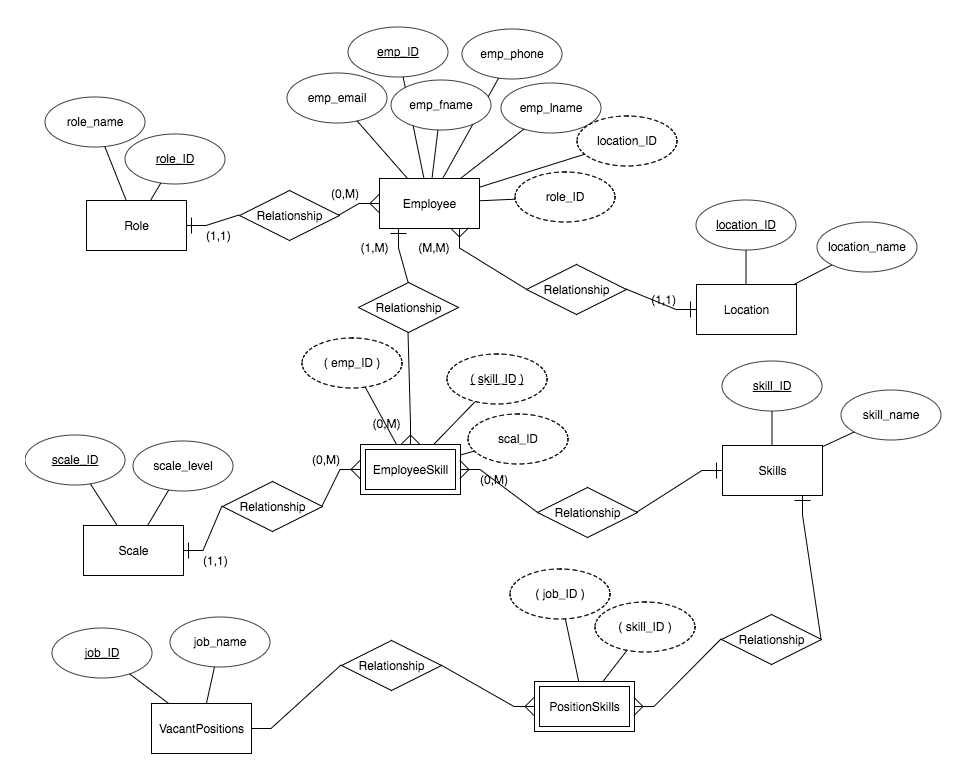 emp_ID
emp_phone
emp_email
emp_fname
emp_lname
role_name
location_ID
role_ID
role_ID
(0,M)
Employee
Role
Relationship
(1,1)
location_ID
location_name
(1,M)
(M,M)
Relationship
(1,1)
Relationship
Location
( emp_ID )
( skill_ID )
skill_ID
skill_name
(0,M)
scal_ID
scale_ID
scale_level
(0,M)
EmployeeSkill
(0,M)
Skills
Relationship
Relationship
Scale
(1,1)
( job_ID )
( skill_ID )
job_ID
job_name
Relationship
Relationship
VacantPositions
PositionSkills